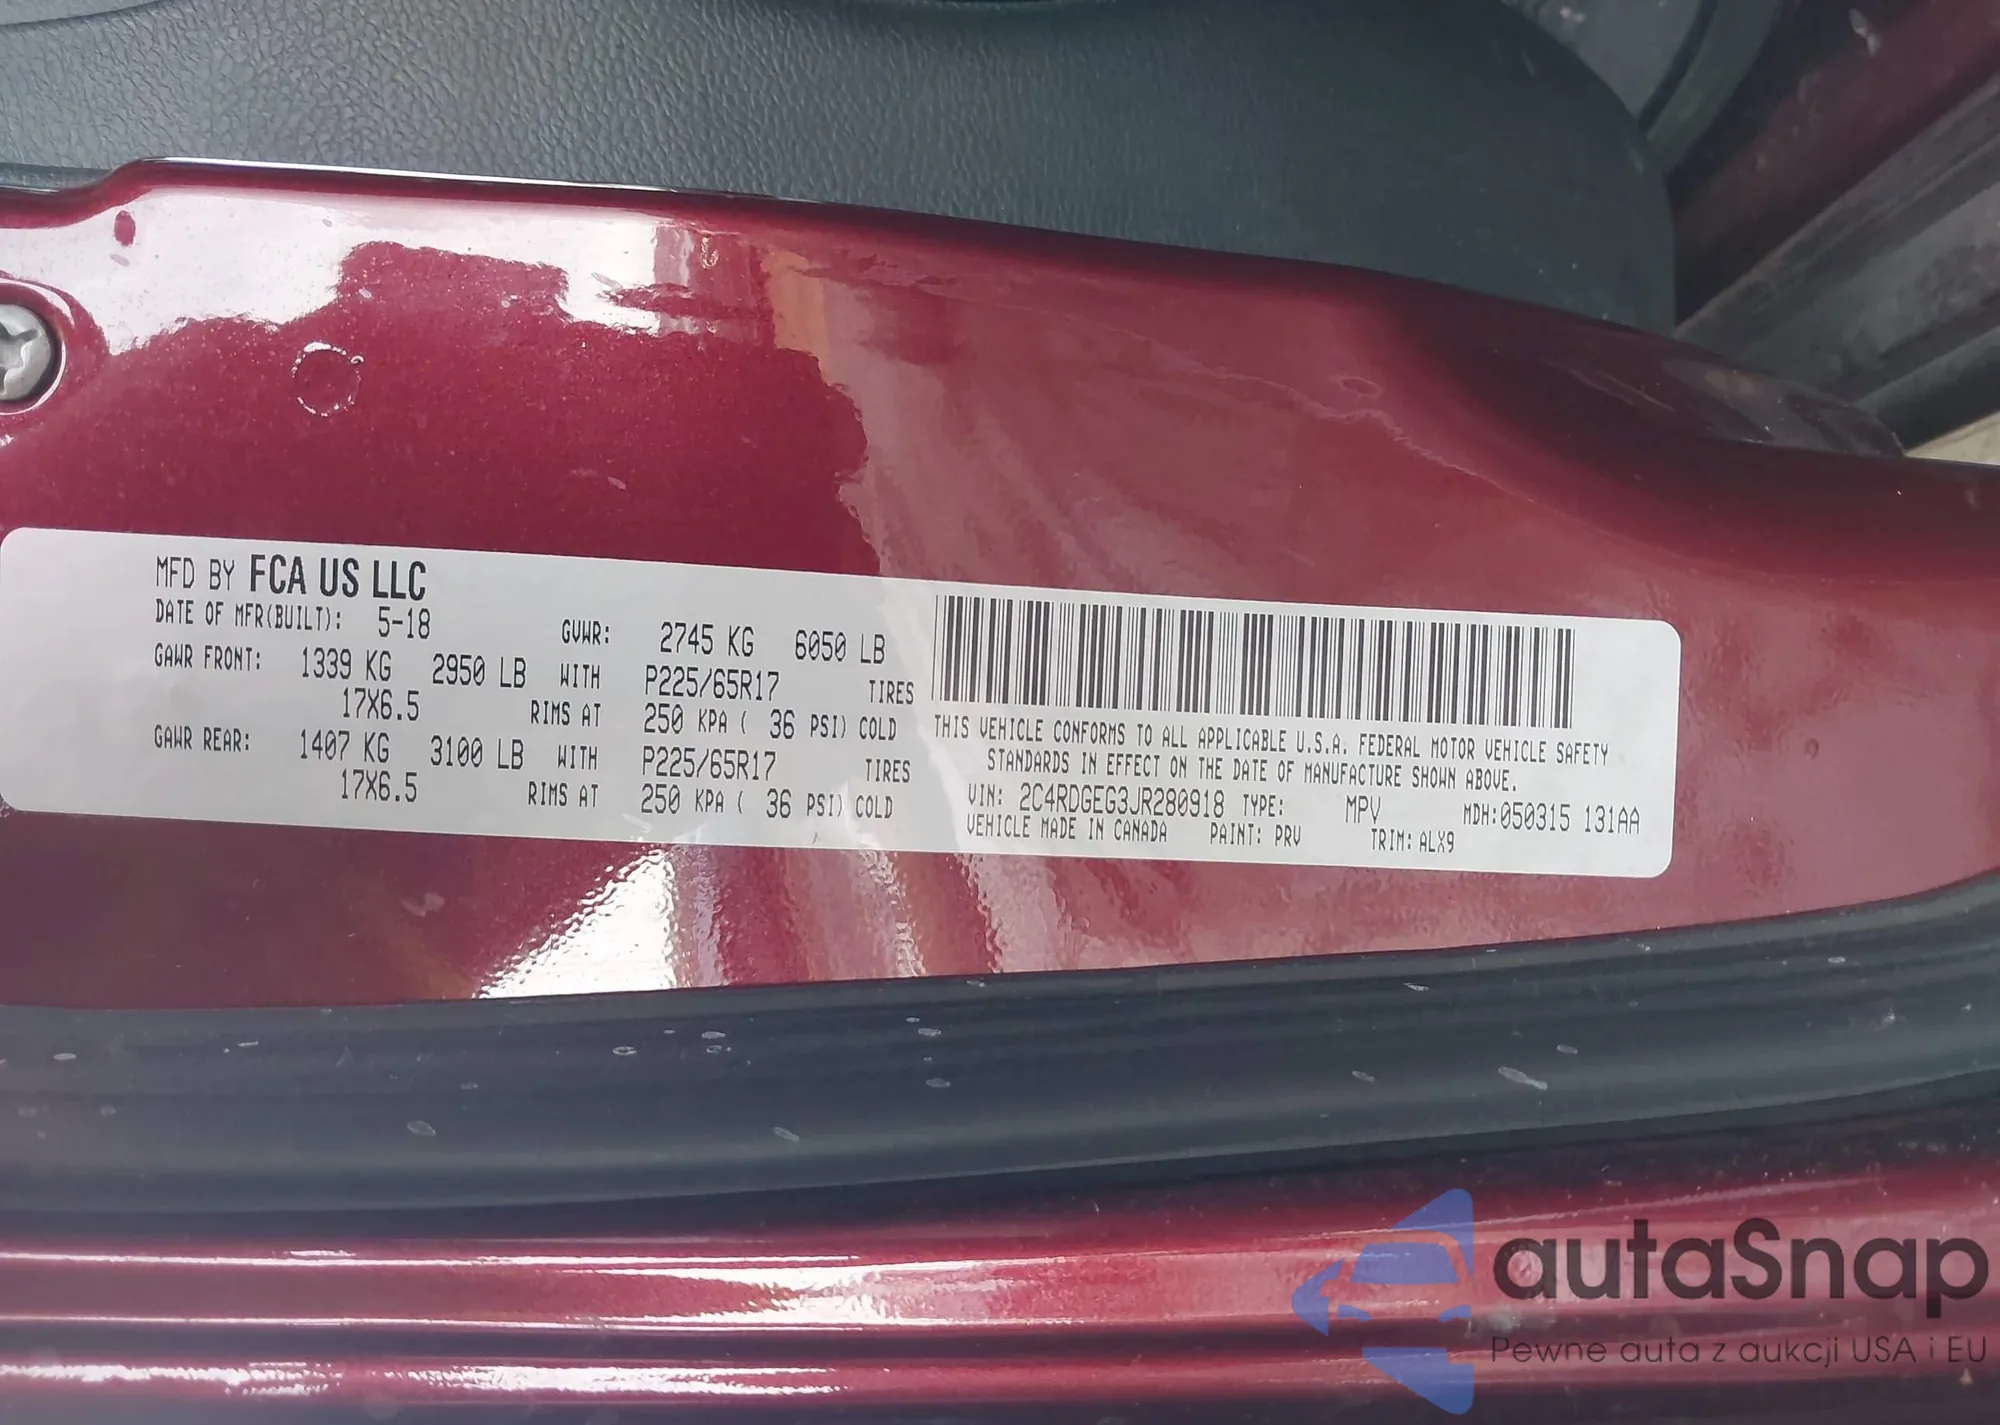 MFD BY FCA US LLC
DATE OF MFR(BUILT): 5-18 GVWR: 2745 KG 6050 LB
GAWR FRONT: 1339 KG 2950 LB WITH P225/65R17 TIRES
17X6.5 RIMS AT 250 KPA ( 36 PSI) COLD
GAWR REAR: 1407 KG 3100 LB WITH P225/65R17 TIRES
17X6.5 RIMS AT 250 KPA ( 36 PSI) COLD
THIS VEHICLE CONFORMS TO ALL APPLICABLE U.S.A. FEDERAL MOTOR VEHICLE SAFETY
STANDARDS IN EFFECT ON THE DATE OF MANUFACTURE SHOWN ABOVE.
VIN: 2C4RDGEG3JR280918 TYPE: MPV MDH:050315 131AA
VEHICLE MADE IN CANADA PAINT: PRV TRIM: ALX9
autaSnap
Pewne auta z aukcji USA i EU